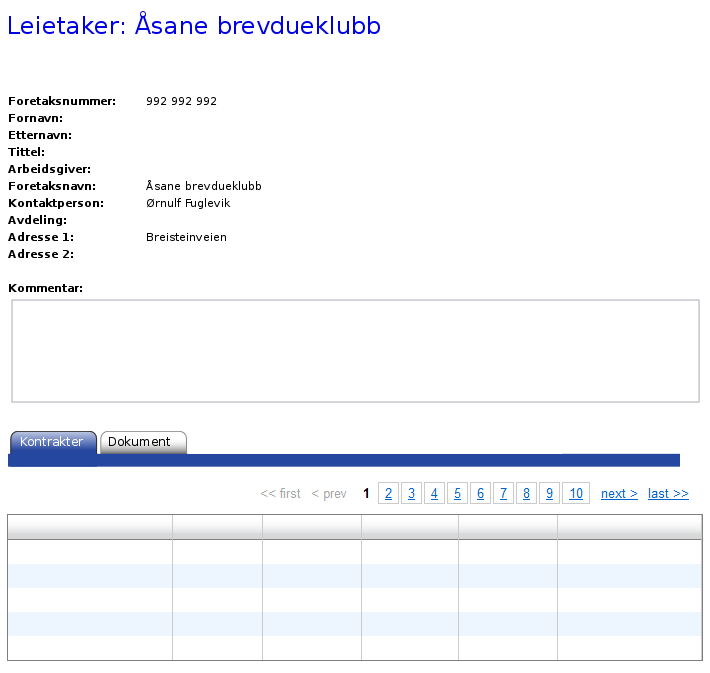 Leietaker: Åsane brevdueklubb
Foretaksnummer: 992 992 992
Fornavn:
Etternavn:
Tittel:
Arbeidsgiver:
Foretaksnavn: Åsane brevdueklubb
Kontaktperson: Ørnulf Fuglevik
Avdeling:
Adresse 1: Breisteinveien
Adresse 2:
Kommentar:
Kontrakter Dokument
<< first < prev 1 2 3 4 5 6 7 8 9 10 next > last >>